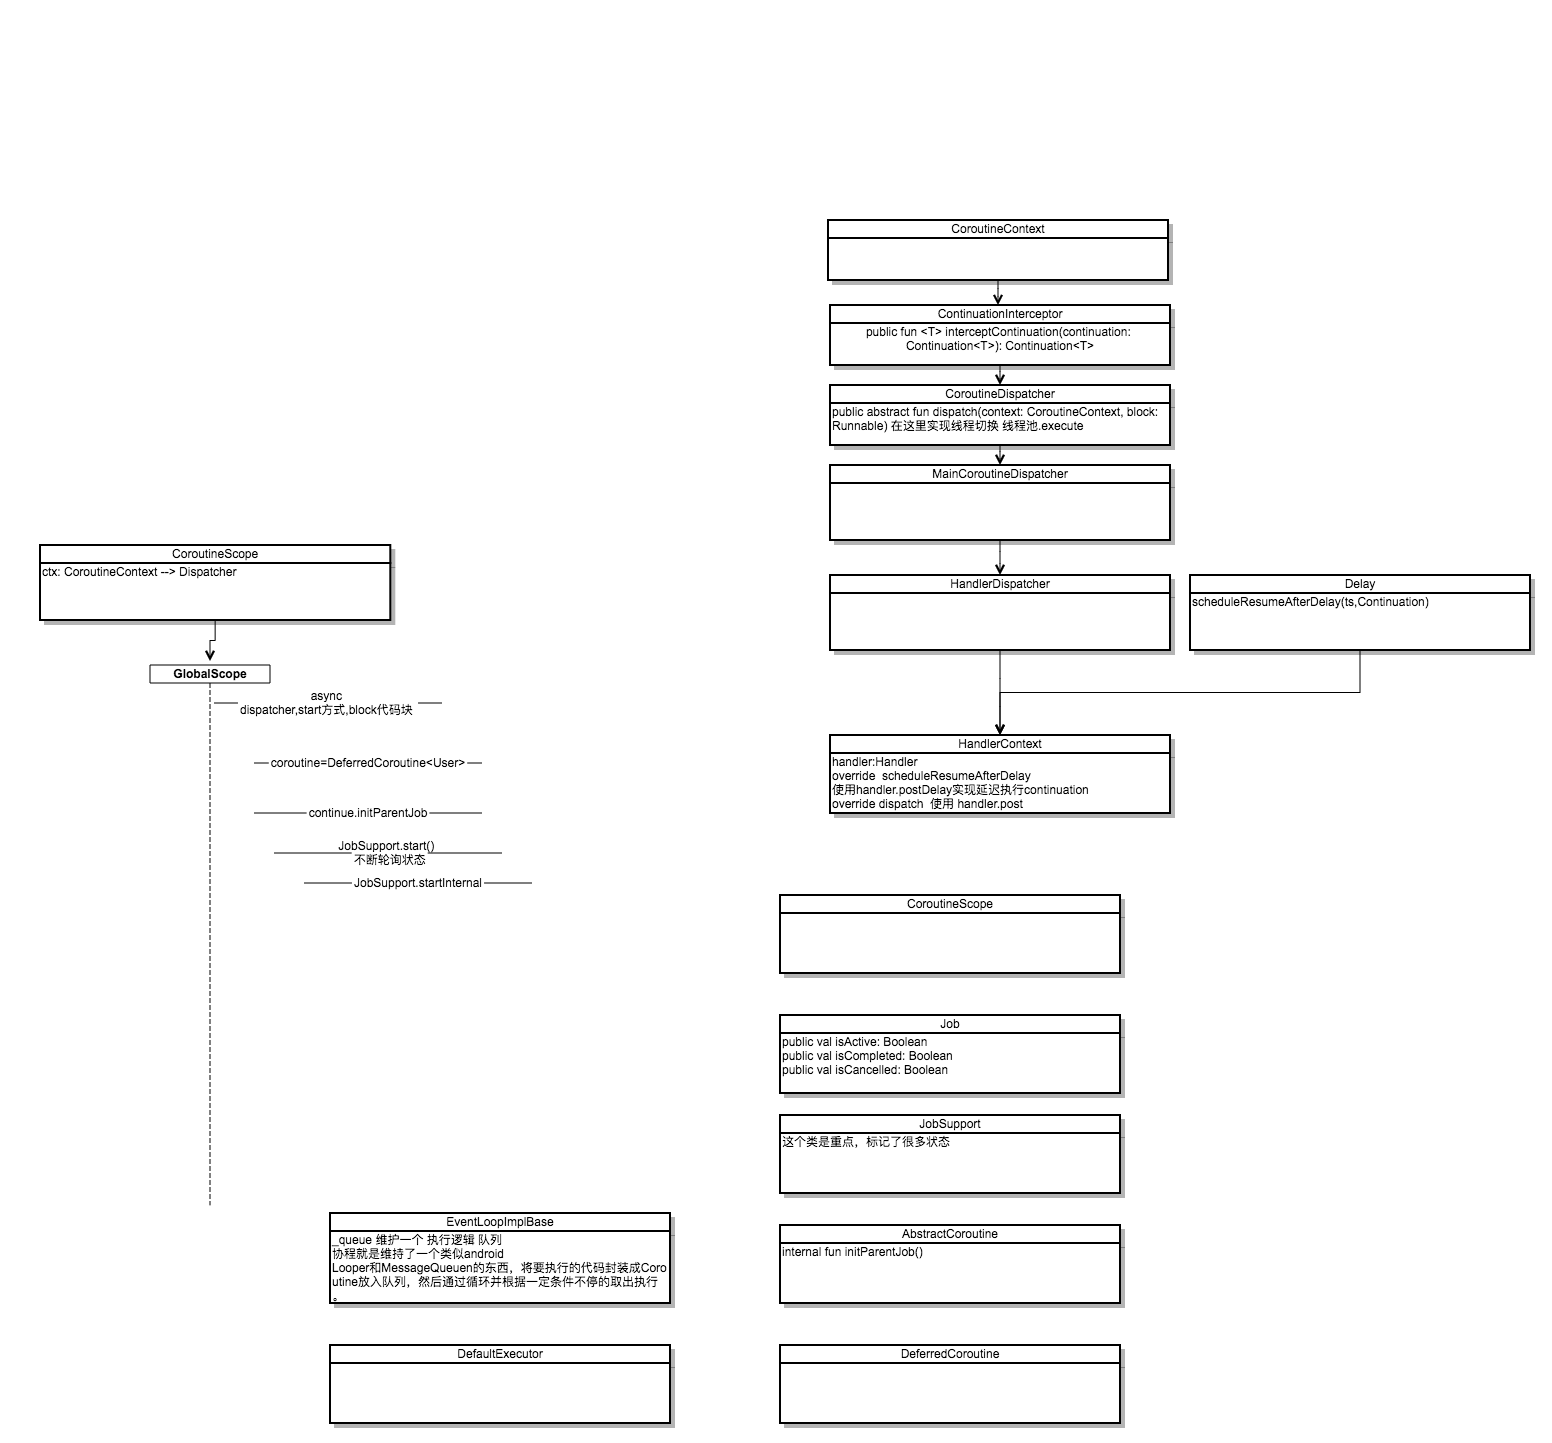 CoroutineContext
ContinuationInterceptor
public fun <T> interceptContinuation(continuation:
Continuation<T>): Continuation<T>
CoroutineDispatcher
public abstract fun dispatch(context: CoroutineContext, block:
Runnable) 在这里实现线程切换 线程池.execute
MainCoroutineDispatcher
CoroutineScope
ctx: CoroutineContext --> Dispatcher
HandlerDispatcher
Delay
scheduleResumeAfterDelay(ts,Continuation)
GlobalScope
async
dispatcher,start方式,block代码块
coroutine=DeferredCoroutine<User>
continue.initParentJob
JobSupport.start()
不断轮询状态
JobSupport.startInternal
HandlerContext
handler:Handler
override  scheduleResumeAfterDelay
使用handler.postDelay实现延迟执行continuation
override dispatch  使用 handler.post
CoroutineScope
Job
public val isActive: Boolean
public val isCompleted: Boolean
public val isCancelled: Boolean
JobSupport
这个类是重点，标记了很多状态
EventLoopImplBase
_queue 维护一个 执行逻辑 队列
协程就是维持了一个类似android
Looper和MessageQueuen的东西，将要执行的代码封装成Coro
utine放入队列，然后通过循环并根据一定条件不停的取出执行
。
AbstractCoroutine
internal fun initParentJob()
DefaultExecutor
DeferredCoroutine